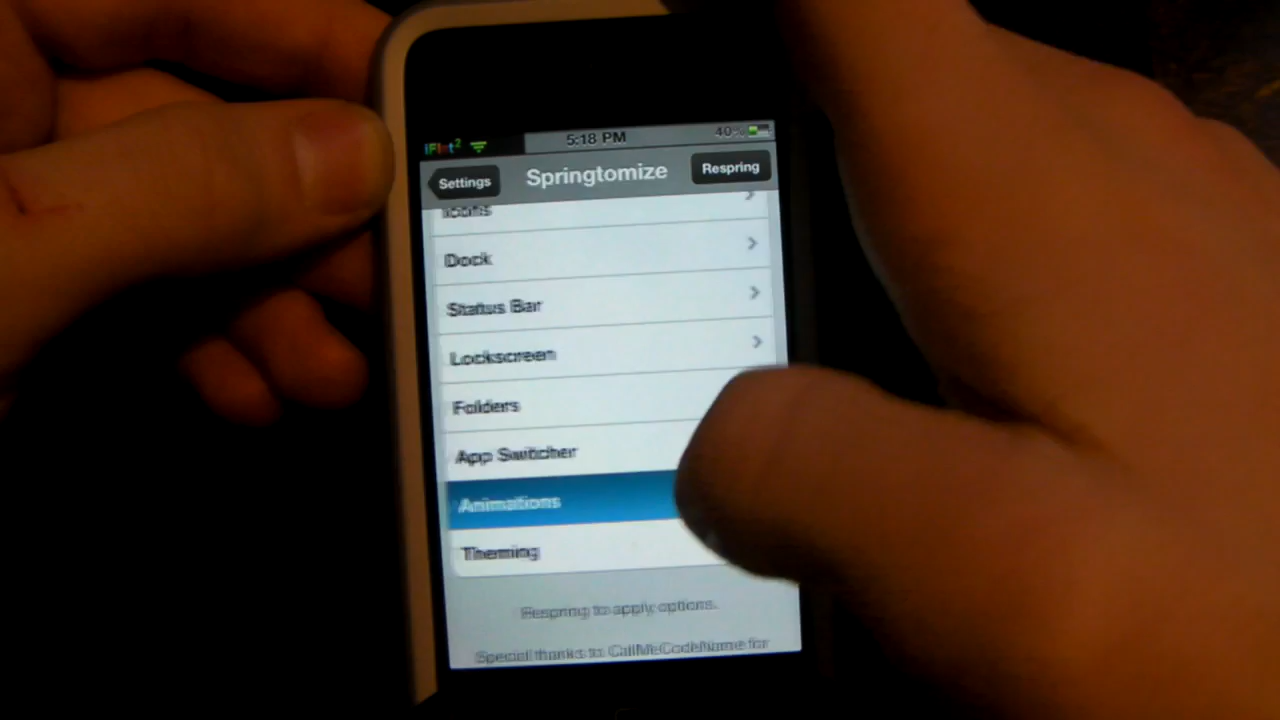 5:18 PM 40%
Settings Springtomize Respring
Icons
Dock
Status Bar
Lockscreen
Folders
App Switcher
Animations
Theming
Respring to apply options.
Special thanks to CallMeCodeName for